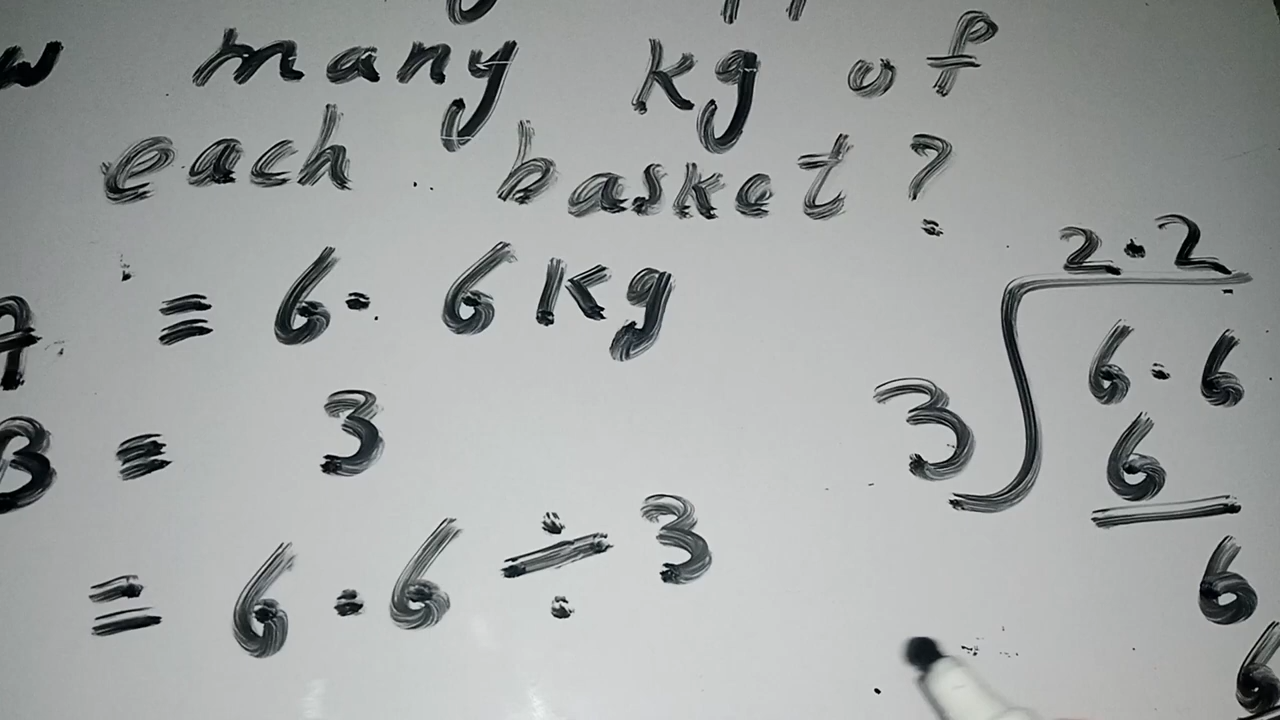 many kg of
each basket?
A = 6.6 kg
B = 3
= 6.6 ÷ 3
2.2
3 6.6
6
6
6